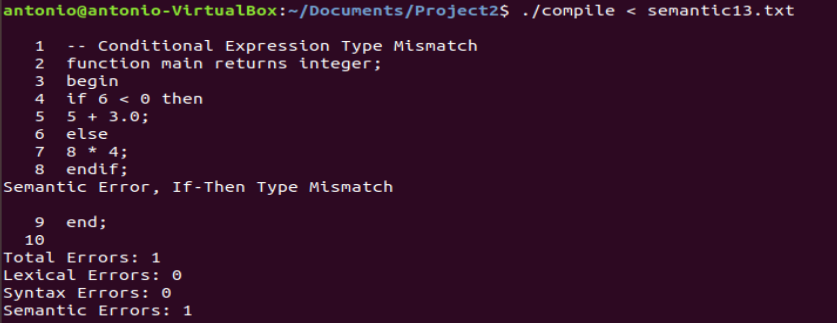 antonio@antonio-VirtualBox:~/Documents/Project2$ ./compile < semantic13.txt
1 -- Conditional Expression Type Mismatch
2 function main returns integer;
3 begin
4 if 6 < 0 then
5 5 + 3.0;
6 else
7 8 * 4;
8 endif;
Semantic Error, If-Then Type Mismatch
9 end;
10
Total Errors: 1
Lexical Errors: 0
Syntax Errors: 0
Semantic Errors: 1